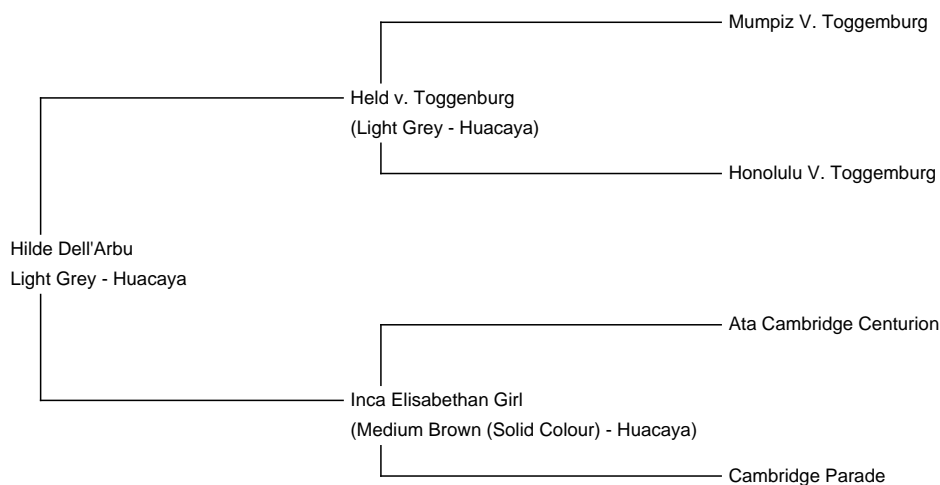 Mumpiz V. Toggemburg
Held v. Toggenburg
(Light Grey - Huacaya)
Honolulu V. Toggemburg
Hilde Dell'Arbu
Light Grey - Huacaya
Ata Cambridge Centurion
Inca Elisabethan Girl
(Medium Brown (Solid Colour) - Huacaya)
Cambridge Parade